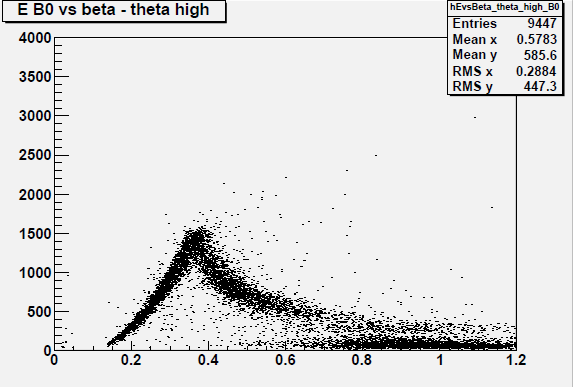 E B0 vs beta - theta high
hEvsBeta_theta_high_B0
Entries 9447
Mean x 0.5783
Mean y 585.6
RMS x 0.2884
RMS y 447.3
4000
3500
3000
2500
2000
1500
1000
500
0
0 0.2 0.4 0.6 0.8 1 1.2